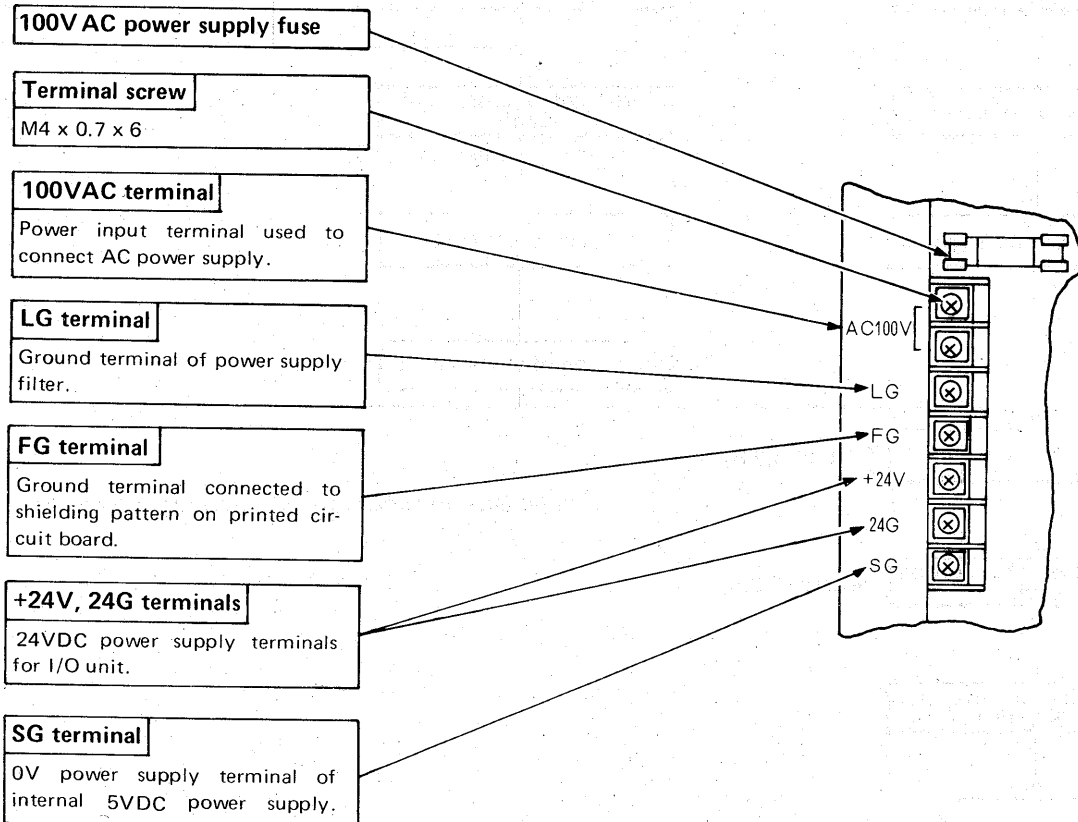 100V AC power supply fuse
Terminal screw
M4 x 0.7 x 6
100VAC terminal
Power input terminal used to
connect AC power supply.
LG terminal
Ground terminal of power supply
filter.
FG terminal
Ground terminal connected to
shielding pattern on printed cir-
cuit board.
+24V, 24G terminals
24VDC power supply terminals
for I/O unit.
SG terminal
0V power supply terminal of
internal 5VDC power supply.
AC100V
LG
FG
+24V
24G
SG